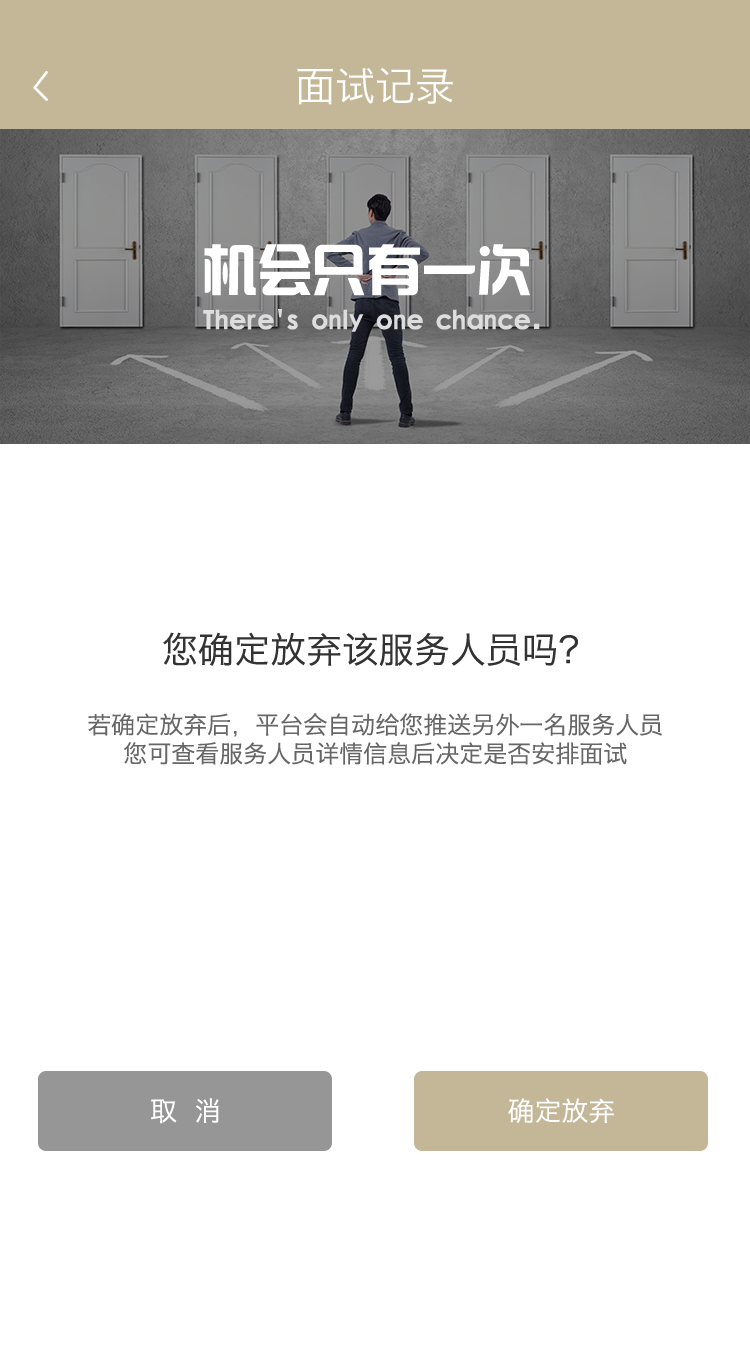 面试记录
机会只有一次
There's only one chance.
您确定放弃该服务人员吗?
若确定放弃后，平台会自动给您推送另外一名服务人员
您可查看服务人员详情信息后决定是否安排面试
取 消
确定放弃